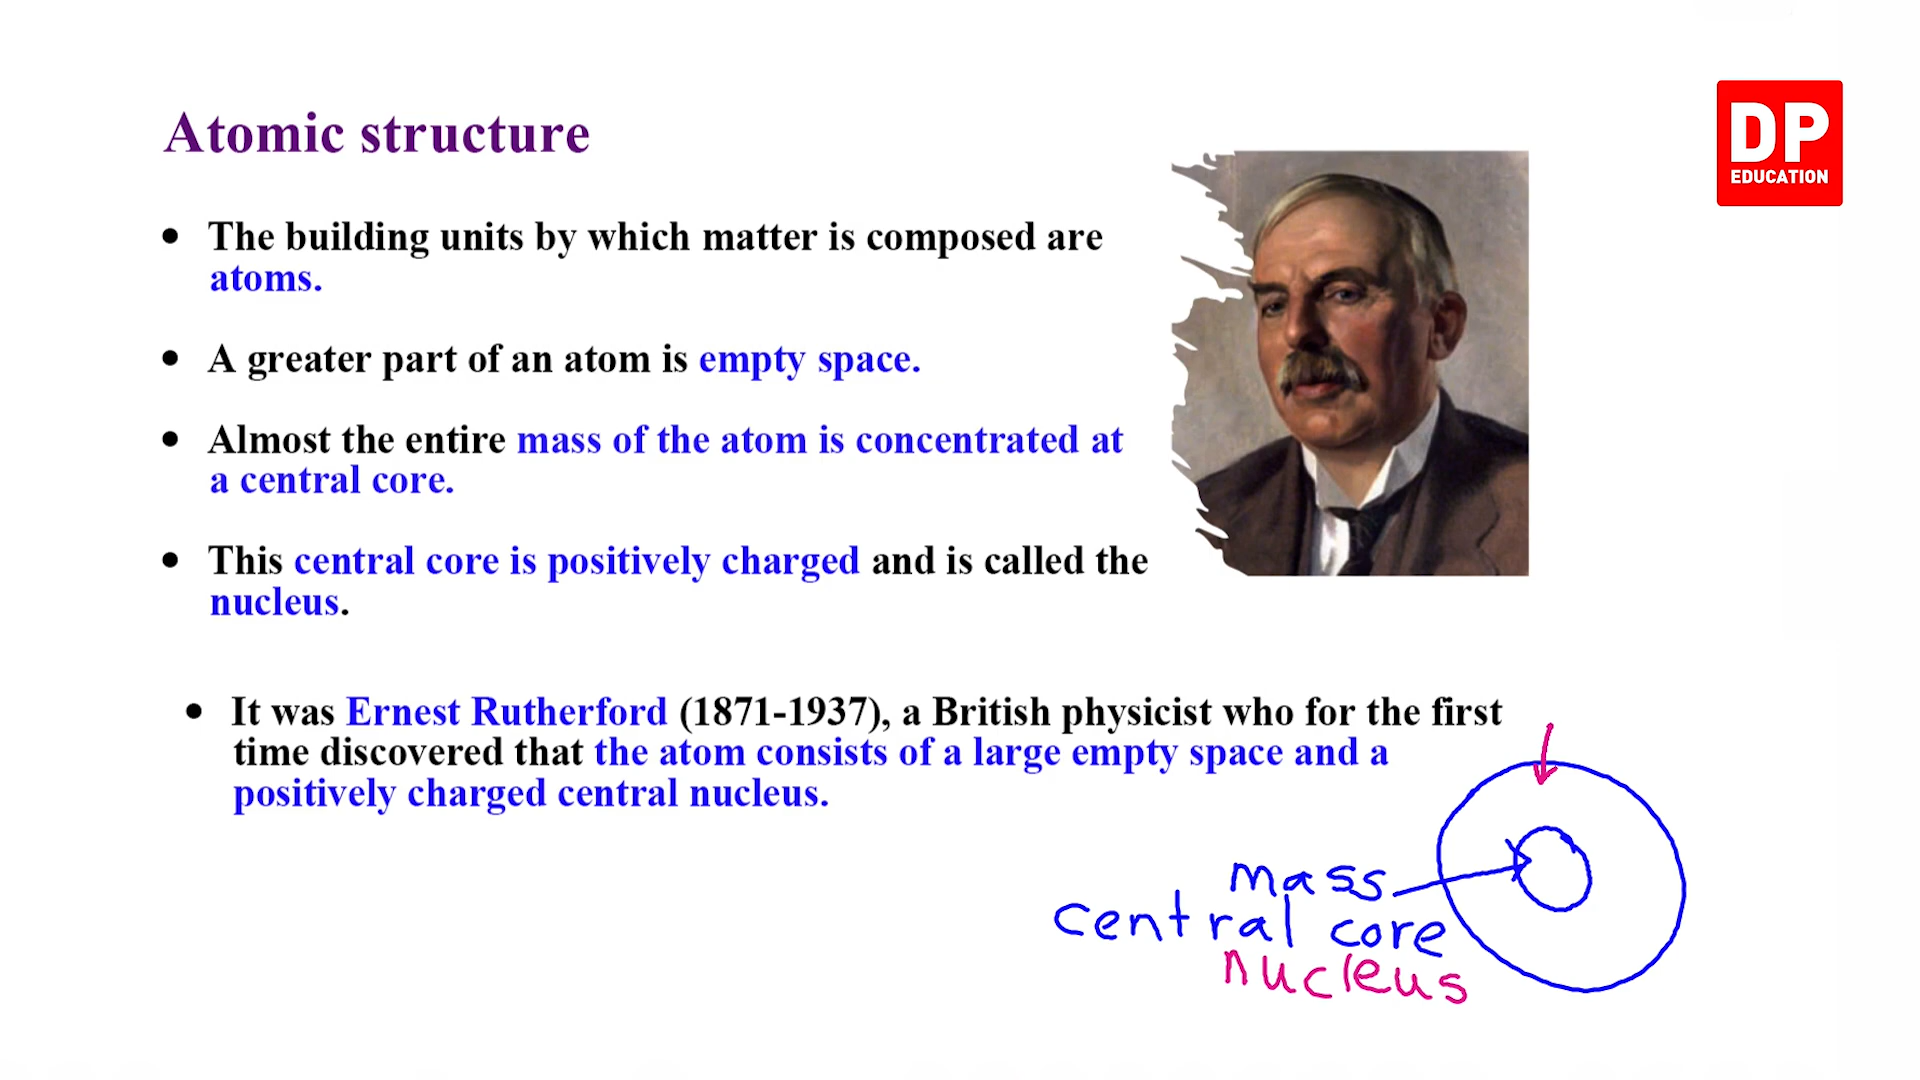 DP
EDUCATION
Atomic structure
• The building units by which matter is composed are
atoms.
• A greater part of an atom is empty space.
• Almost the entire mass of the atom is concentrated at
a central core.
• This central core is positively charged and is called the
nucleus.
• It was Ernest Rutherford (1871-1937), a British physicist who for the first
time discovered that the atom consists of a large empty space and a
positively charged central nucleus.
mass
central core
nucleus